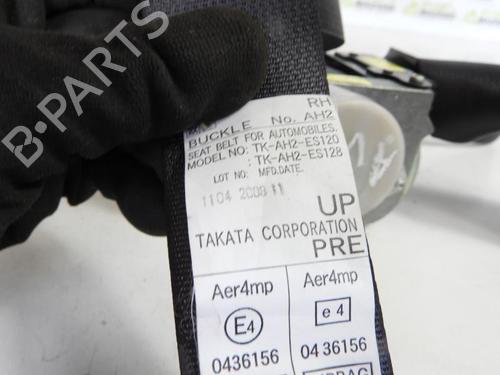 RH
BUCKLE No. AH2
SEAT BELT FOR AUTOMOBILES.
MODEL NO: TK-AH2-ES120
: TK-AH2-ES128
LOT NO: MFD.DATE.
1104 2008 11
UP
TAKATA CORPORATION
PRE
Aer4mp
E4
0436156
Aer4mp
e 4
04 36156
B-PARTS